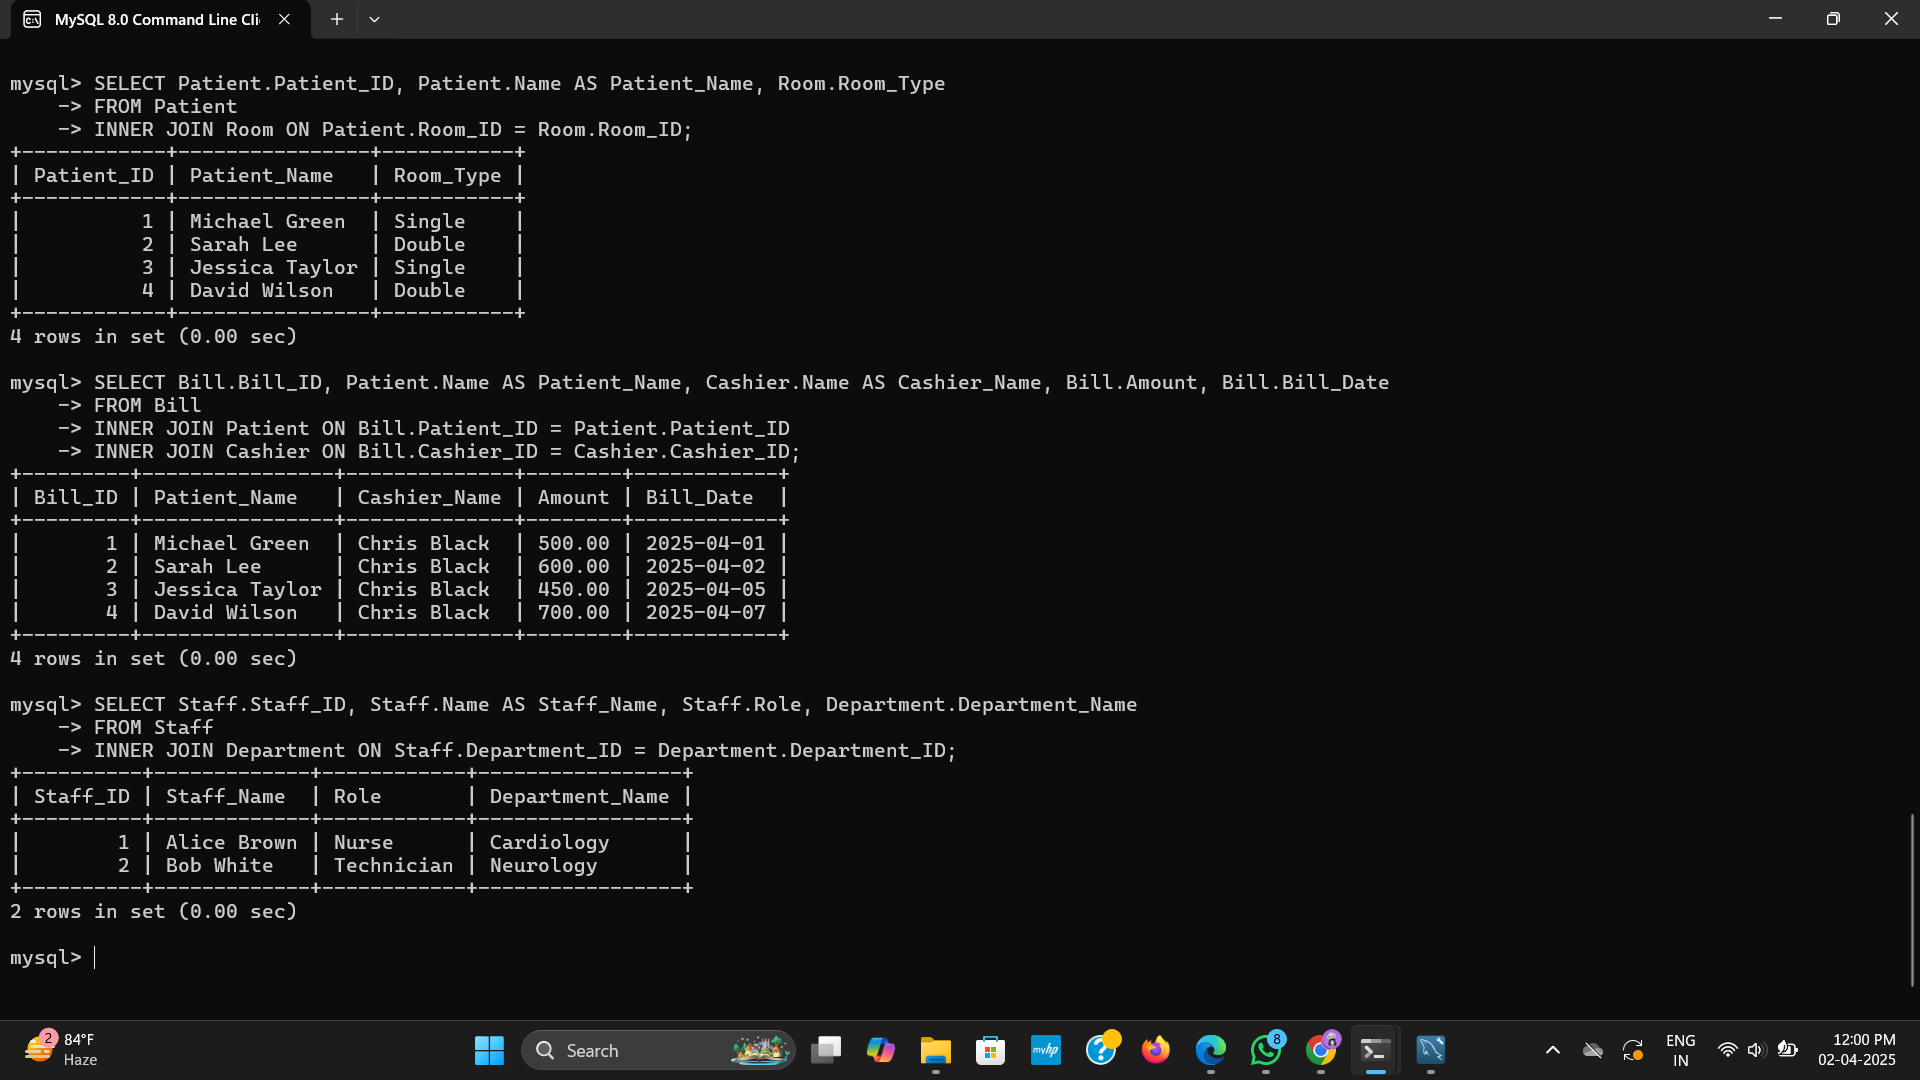 MySQL 8.0 Command Line Cli
mysql> SELECT Patient.Patient_ID, Patient.Name AS Patient_Name, Room.Room_Type
    -> FROM Patient
    -> INNER JOIN Room ON Patient.Room_ID = Room.Room_ID;
+------------+----------------+-----------+
| Patient_ID | Patient_Name   | Room_Type |
+------------+----------------+-----------+
|          1 | Michael Green  | Single    |
|          2 | Sarah Lee      | Double    |
|          3 | Jessica Taylor | Single    |
|          4 | David Wilson   | Double    |
+------------+----------------+-----------+
4 rows in set (0.00 sec)
mysql> SELECT Bill.Bill_ID, Patient.Name AS Patient_Name, Cashier.Name AS Cashier_Name, Bill.Amount, Bill.Bill_Date
    -> FROM Bill
    -> INNER JOIN Patient ON Bill.Patient_ID = Patient.Patient_ID
    -> INNER JOIN Cashier ON Bill.Cashier_ID = Cashier.Cashier_ID;
+---------+----------------+--------------+--------+------------+
| Bill_ID | Patient_Name   | Cashier_Name | Amount | Bill_Date  |
+---------+----------------+--------------+--------+------------+
|       1 | Michael Green  | Chris Black  | 500.00 | 2025-04-01 |
|       2 | Sarah Lee      | Chris Black  | 600.00 | 2025-04-02 |
|       3 | Jessica Taylor | Chris Black  | 450.00 | 2025-04-05 |
|       4 | David Wilson   | Chris Black  | 700.00 | 2025-04-07 |
+---------+----------------+--------------+--------+------------+
4 rows in set (0.00 sec)
mysql> SELECT Staff.Staff_ID, Staff.Name AS Staff_Name, Staff.Role, Department.Department_Name
    -> FROM Staff
    -> INNER JOIN Department ON Staff.Department_ID = Department.Department_ID;
+----------+-------------+------------+-----------------+
| Staff_ID | Staff_Name  | Role       | Department_Name |
+----------+-------------+------------+-----------------+
|        1 | Alice Brown | Nurse      | Cardiology      |
|        2 | Bob White   | Technician | Neurology       |
+----------+-------------+------------+-----------------+
2 rows in set (0.00 sec)
mysql>
2
84°F
Haze
Search
myhp
8
ENG
IN
12:00 PM
02-04-2025